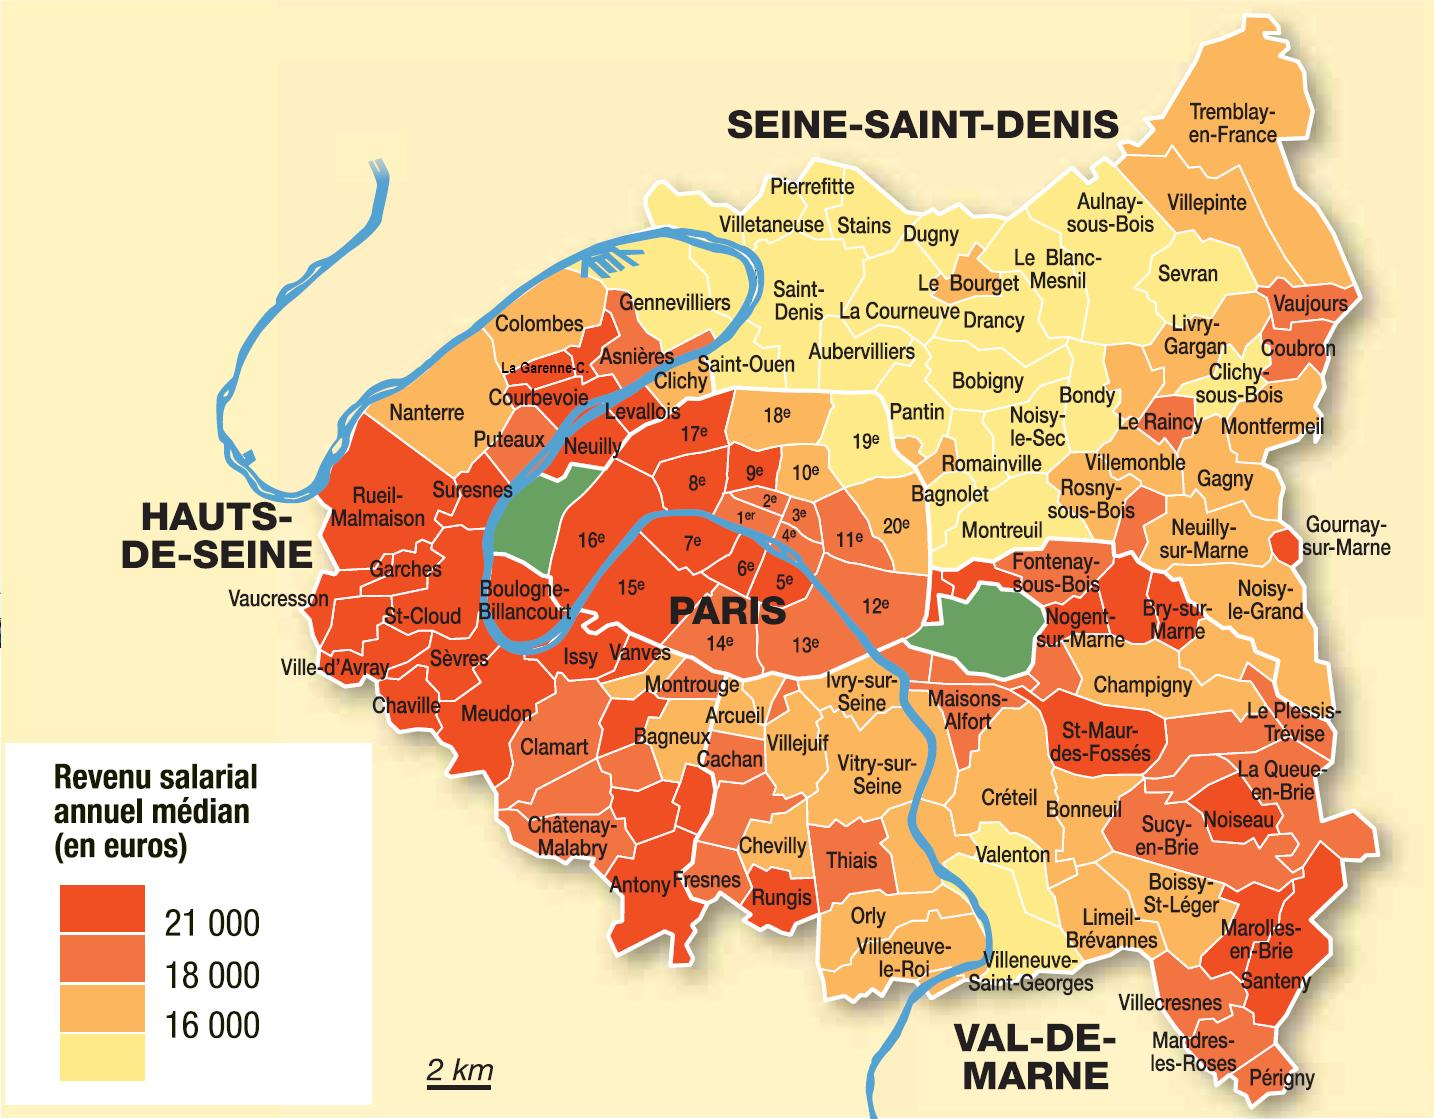 SEINE-SAINT-DENIS
Tremblay-
en-France
Pierrefitte
Villetaneuse
Stains
Dugny
Aulnay-
sous-Bois
Villepinte
Le Blanc-
Mesnil
Sevran
Le Bourget
Saint-
Denis
La Courneuve
Drancy
Vaujours
Gennevilliers
Colombes
Livry-
Gargan
Coubron
Asnières
La Garenne-C.
Saint-Ouen
Aubervilliers
Clichy
Bobigny
Bondy
Clichy-
sous-Bois
Courbevoie
Nanterre
Levallois
Puteaux
Neuilly
17e
18e
19e
Pantin
Noisy-
le-Sec
Le Raincy
Montfermeil
Romainville
Villemonble
Gagny
Suresnes
Rueil-
Malmaison
8e
9e
10e
2e
1er
3e
4e
11e
20e
Bagnolet
Rosny-
sous-Bois
Montreuil
Neuilly-
sur-Marne
Gournay-
sur-Marne
HAUTS-
DE-SEINE
16e
7e
6e
5e
15e
PARIS
12e
14e
13e
Garches
Vaucresson
St-Cloud
Boulogne-
Billancourt
Fontenay-
sous-Bois
Nogent-
sur-Marne
Bry-sur-
Marne
Noisy-
le-Grand
Ville-d'Avray
Sèvres
Issy
Vanves
Chaville
Meudon
Montrouge
Ivry-sur-
Seine
Maisons-
Alfort
Champigny
Le Plessis-
Trévise
Clamart
Bagneux
Arcueil
Cachan
Villejuif
Vitry-sur-
Seine
St-Maur-
des-Fossés
La Queue-
en-Brie
Créteil
Bonneuil
Sucy-
en-Brie
Noiseau
Châtenay-
Malabry
Chevilly
Thiais
Valenton
Antony
Fresnes
Rungis
Boissy-
St-Léger
Orly
Limeil-
Brévannes
Marolles-
en-Brie
Villeneuve-
le-Roi
Villeneuve-
Saint-Georges
Santeny
Villecresnes
Mandres-
les-Roses
Périgny
VAL-DE-
MARNE
Revenu salarial
annuel médian
(en euros)
21 000
18 000
16 000
2 km